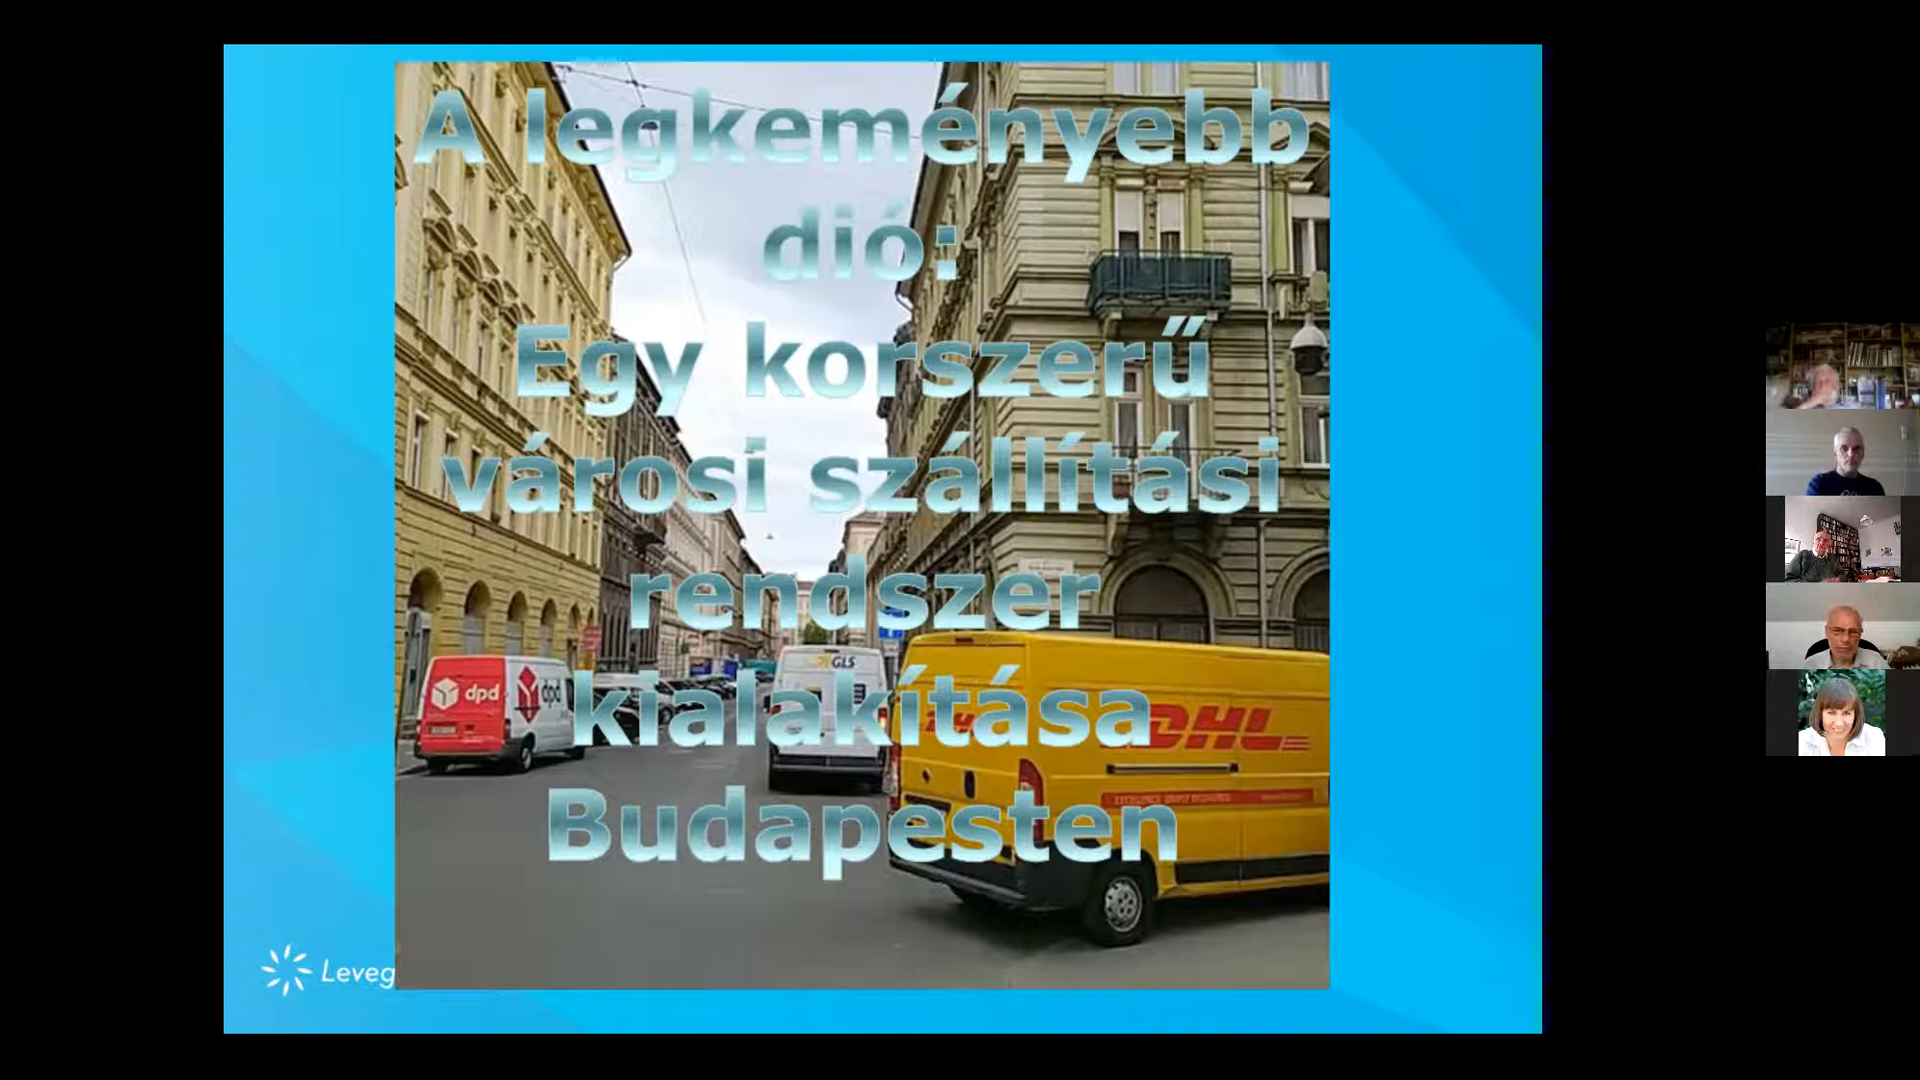 A legkeményebb
dió:
Egy korszerű
városi szállítási
rendszer
kialakítása
Budapesten
dpd
dpd
GLS
DHL
Leveg